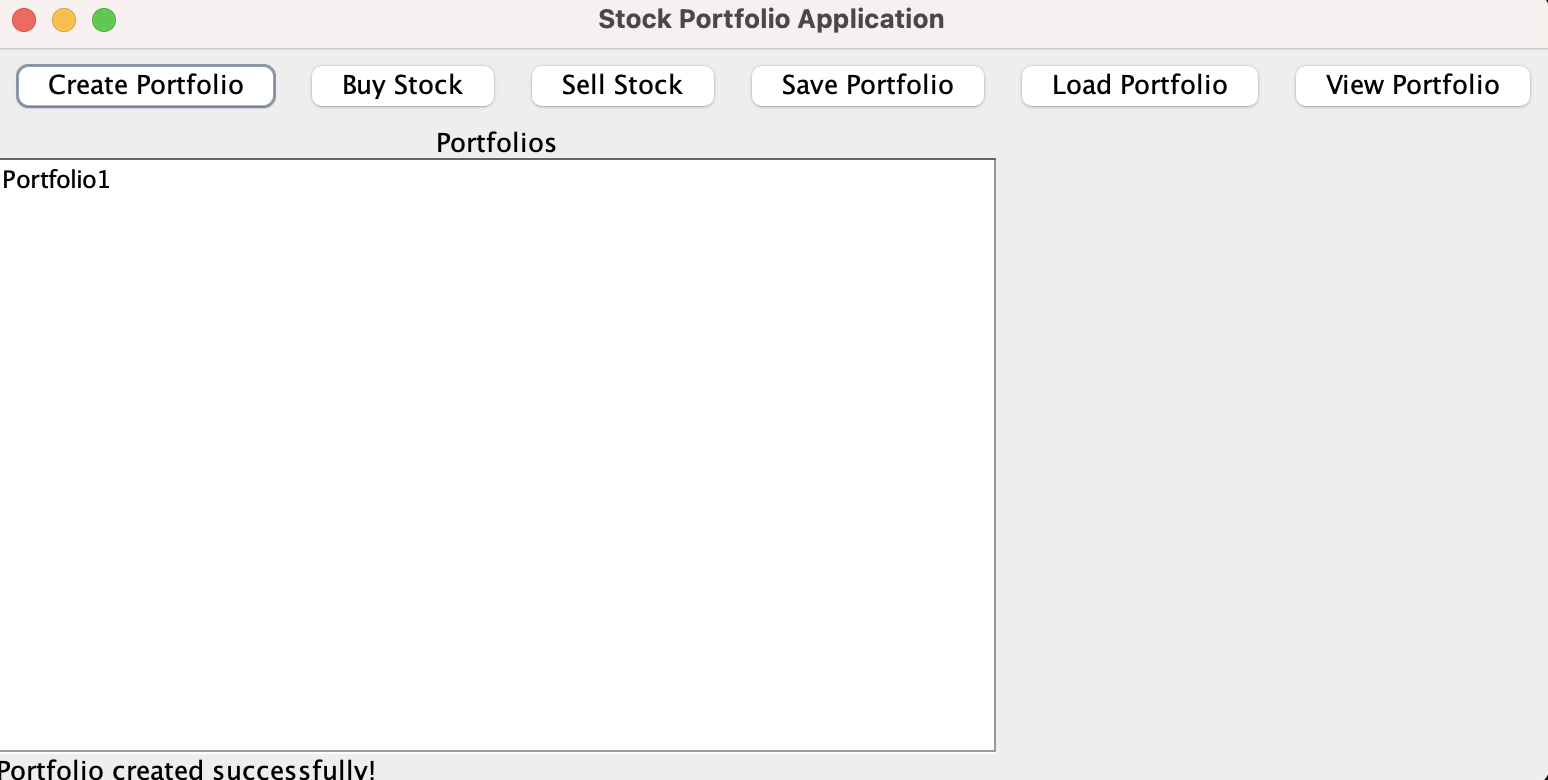 Stock Portfolio Application
Create Portfolio Buy Stock Sell Stock Save Portfolio Load Portfolio View Portfolio
Portfolios
Portfolio1
Portfolio created successfully!